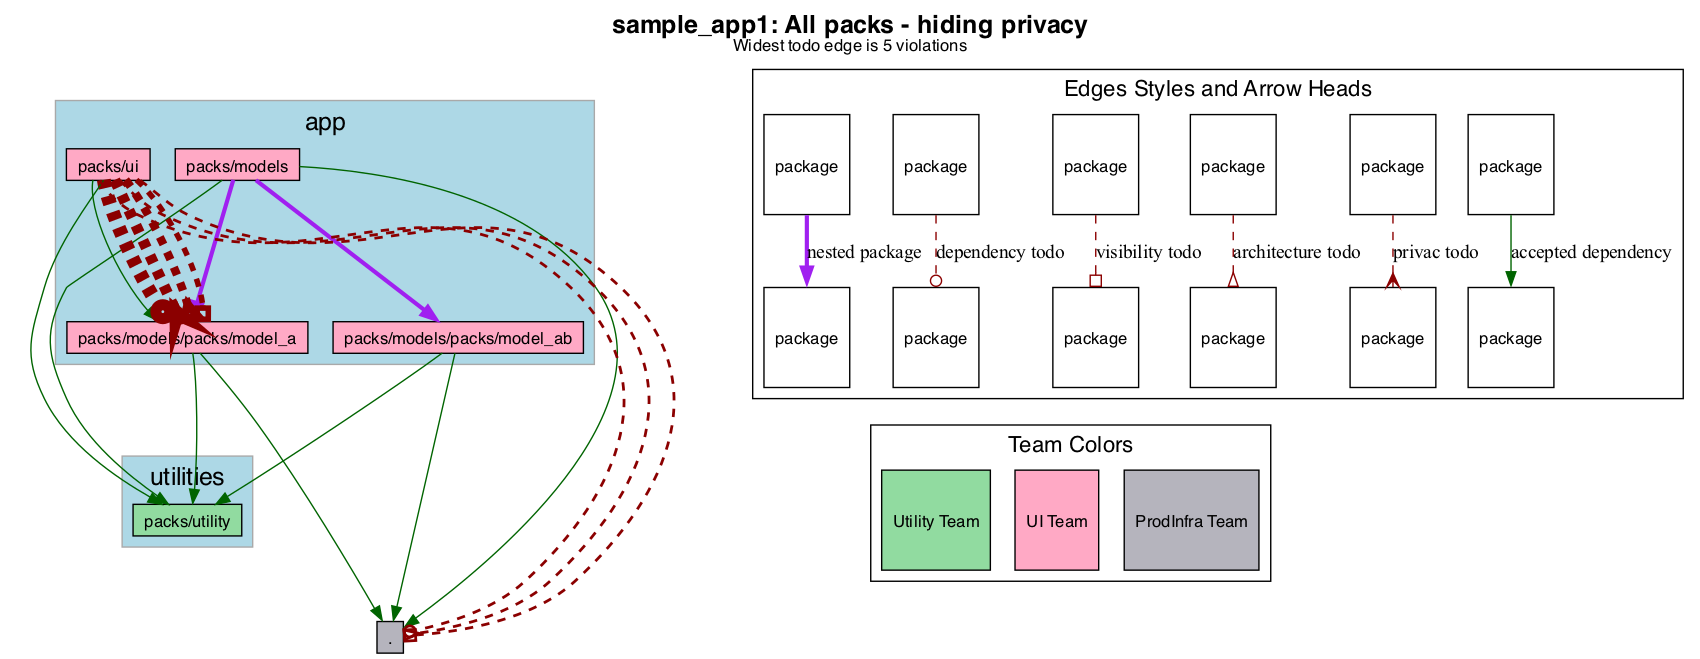 sample_app1: All packs - hiding privacy
Widest todo edge is 5 violations
app
packs/ui
packs/models
packs/models/packs/model_a
packs/models/packs/model_ab
utilities
packs/utility
.
Edges Styles and Arrow Heads
package
package
package
package
package
package
nested package
dependency todo
visibility todo
architecture todo
privac todo
accepted dependency
package
package
package
package
package
package
Team Colors
Utility Team
UI Team
ProdInfra Team